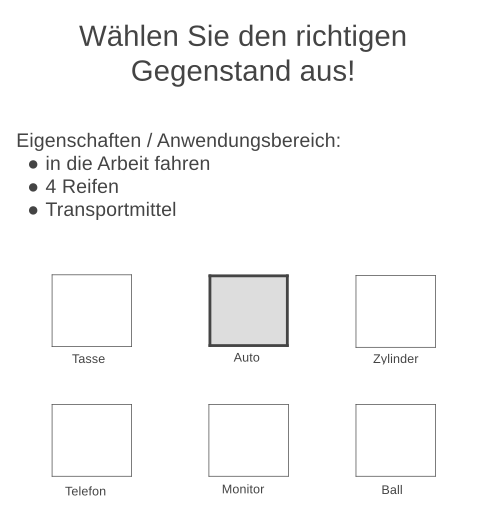 Wählen Sie den richtigen
Gegenstand aus!
Eigenschaften / Anwendungsbereich:
● in die Arbeit fahren
● 4 Reifen
● Transportmittel
Tasse Auto Zylinder
Telefon Monitor Ball